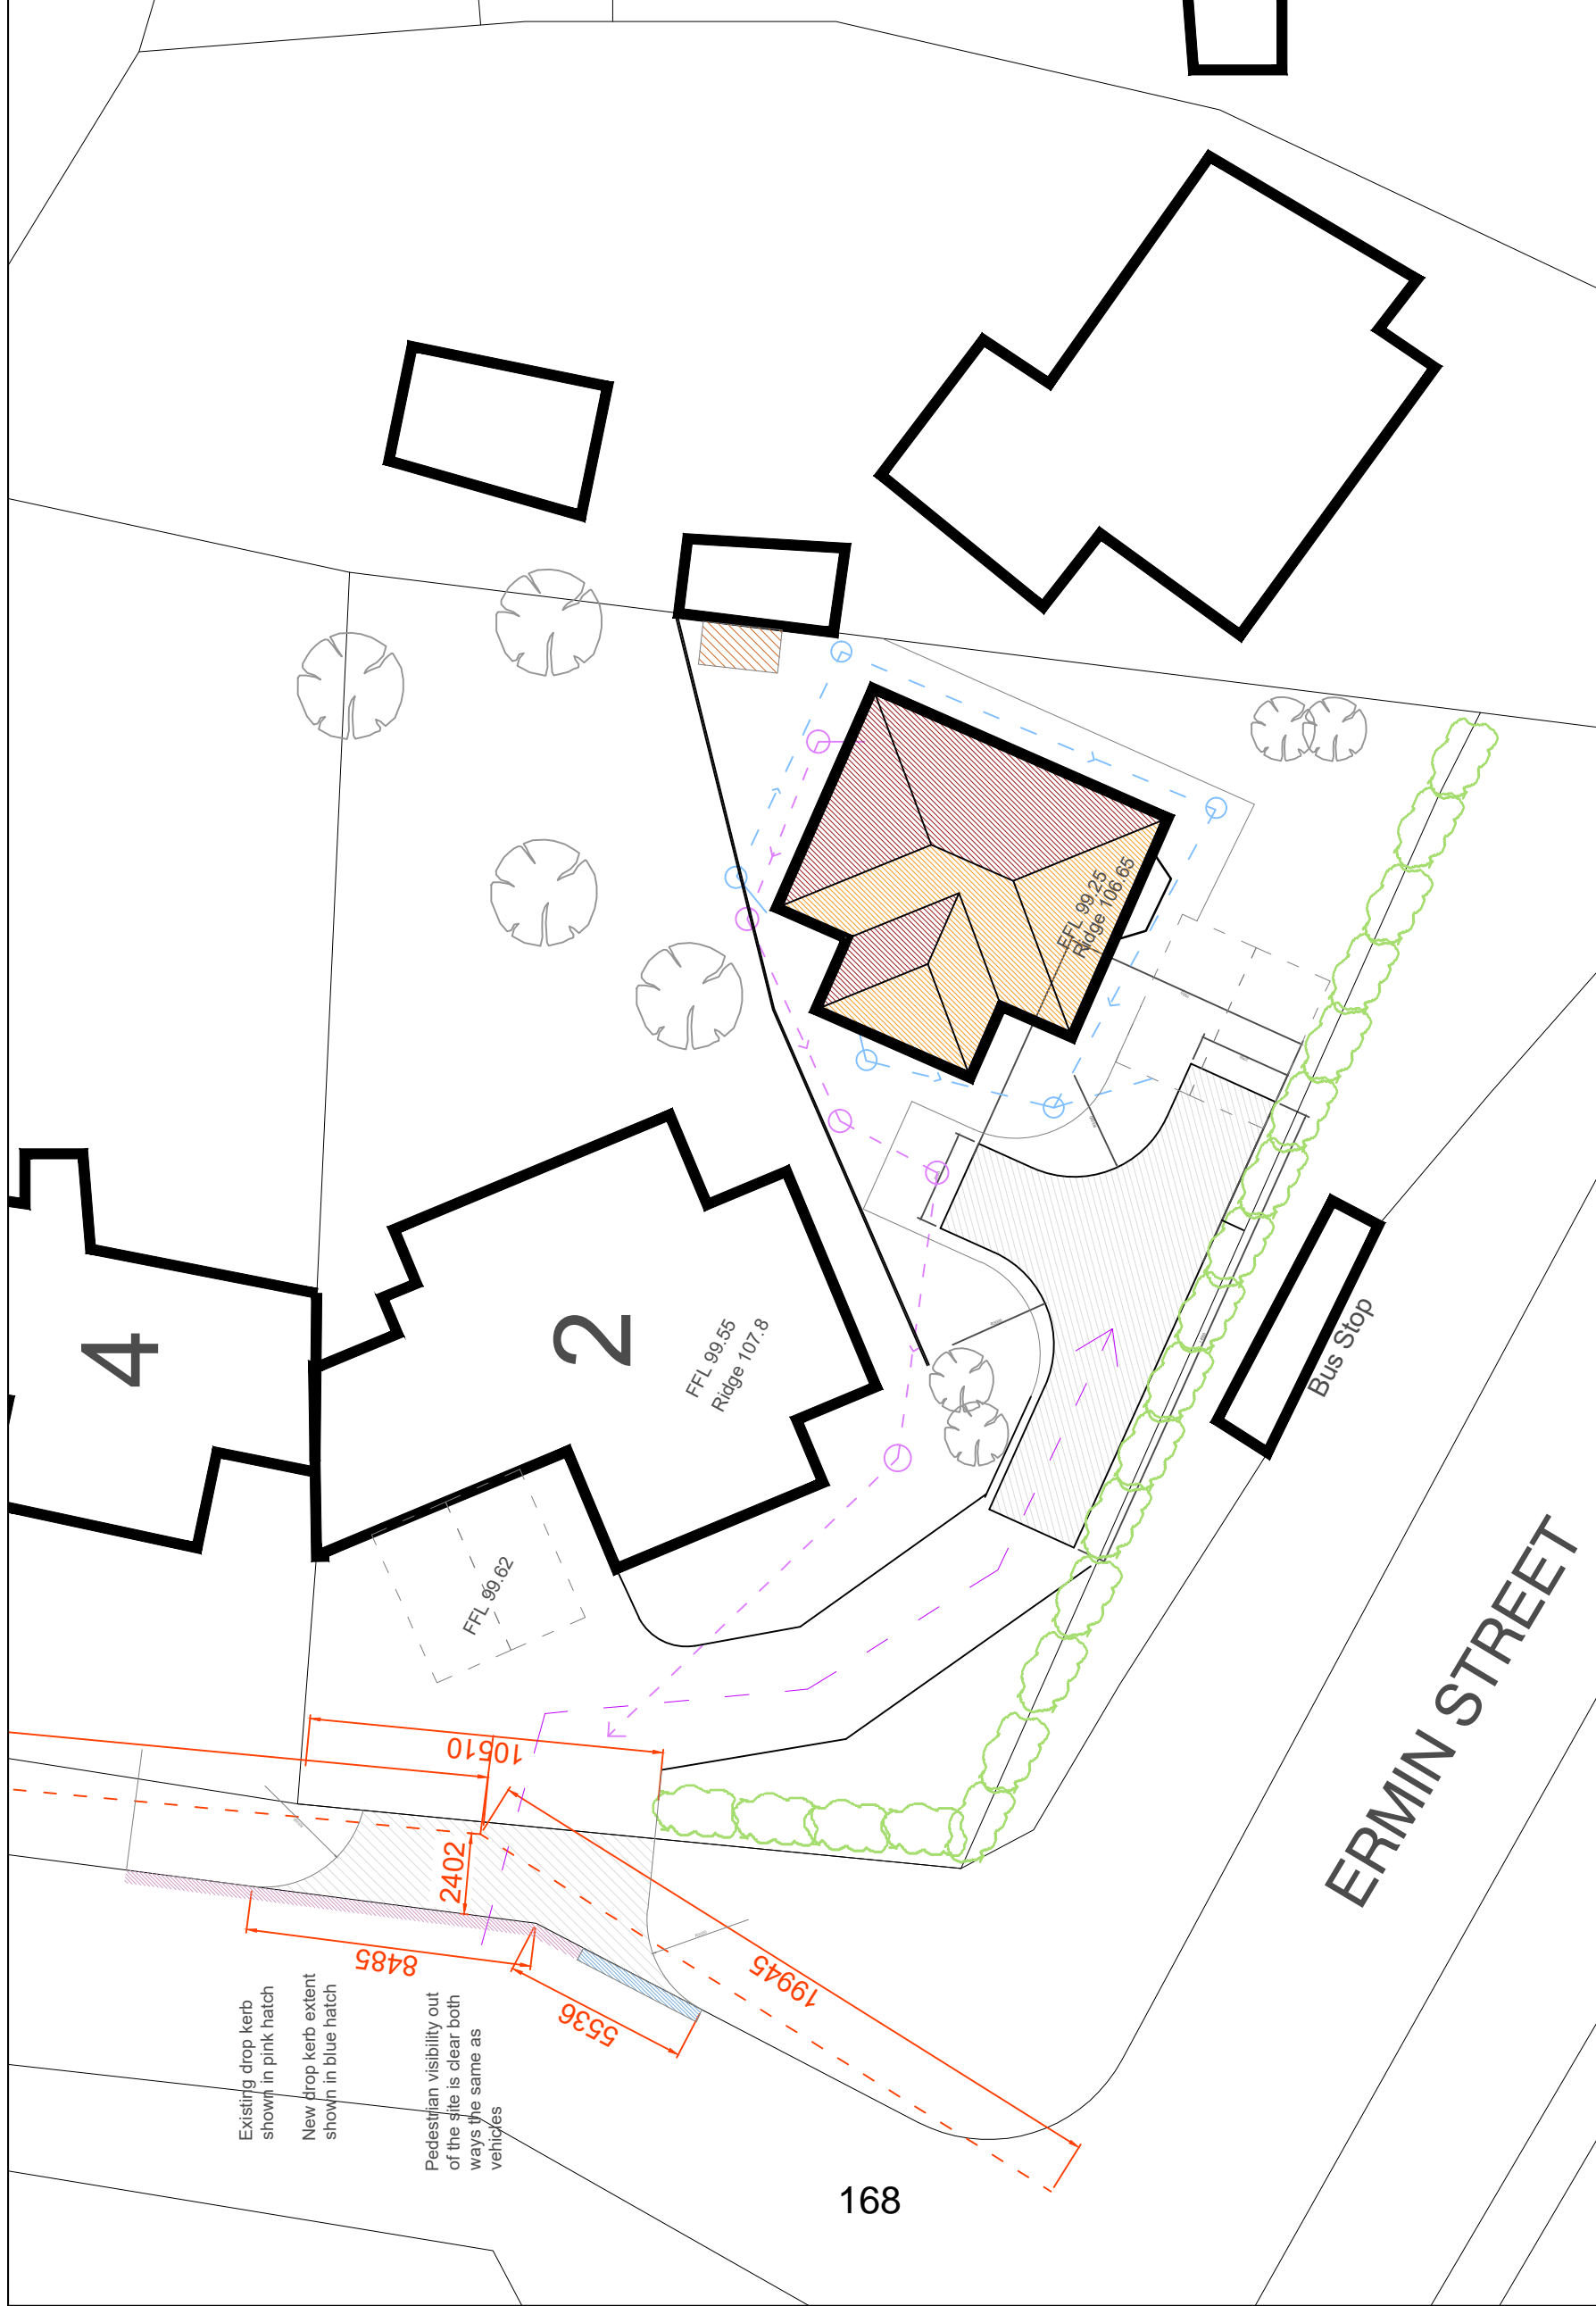 4
2
FFL 99.55
Ridge 107.8
FFL 99.25
Ridge 106.65
FFL 99.62
Bus Stop
ERMIN STREET
10510
2402
8485
5536
19945
Existing drop kerb
shown in pink hatch
New drop kerb extent
shown in blue hatch
Pedestrian visibility out
of the site is clear both
ways the same as
vehicles
168